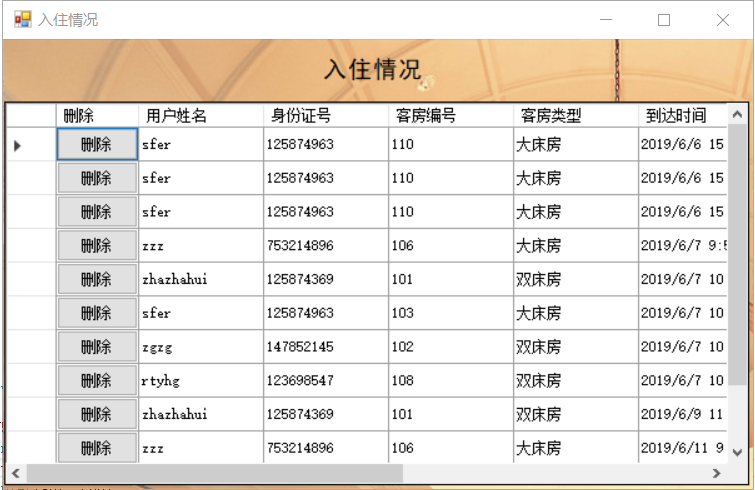 入住情况
入住情况
删除 用户姓名 身份证号 客房编号 客房类型 到达时间
删除 sfer 125874963 110 大床房 2019/6/6 15
删除 sfer 125874963 110 大床房 2019/6/6 15
删除 sfer 125874963 110 大床房 2019/6/6 15
删除 zzz 753214896 106 大床房 2019/6/7 9:5
删除 zhazhahui 125874369 101 双床房 2019/6/7 10
删除 sfer 125874963 103 大床房 2019/6/7 10
删除 zgzg 147852145 102 双床房 2019/6/7 10
删除 rtyhg 123698547 108 双床房 2019/6/7 10
删除 zhazhahui 125874369 101 双床房 2019/6/9 11
删除 zzz 753214896 106 大床房 2019/6/11 9